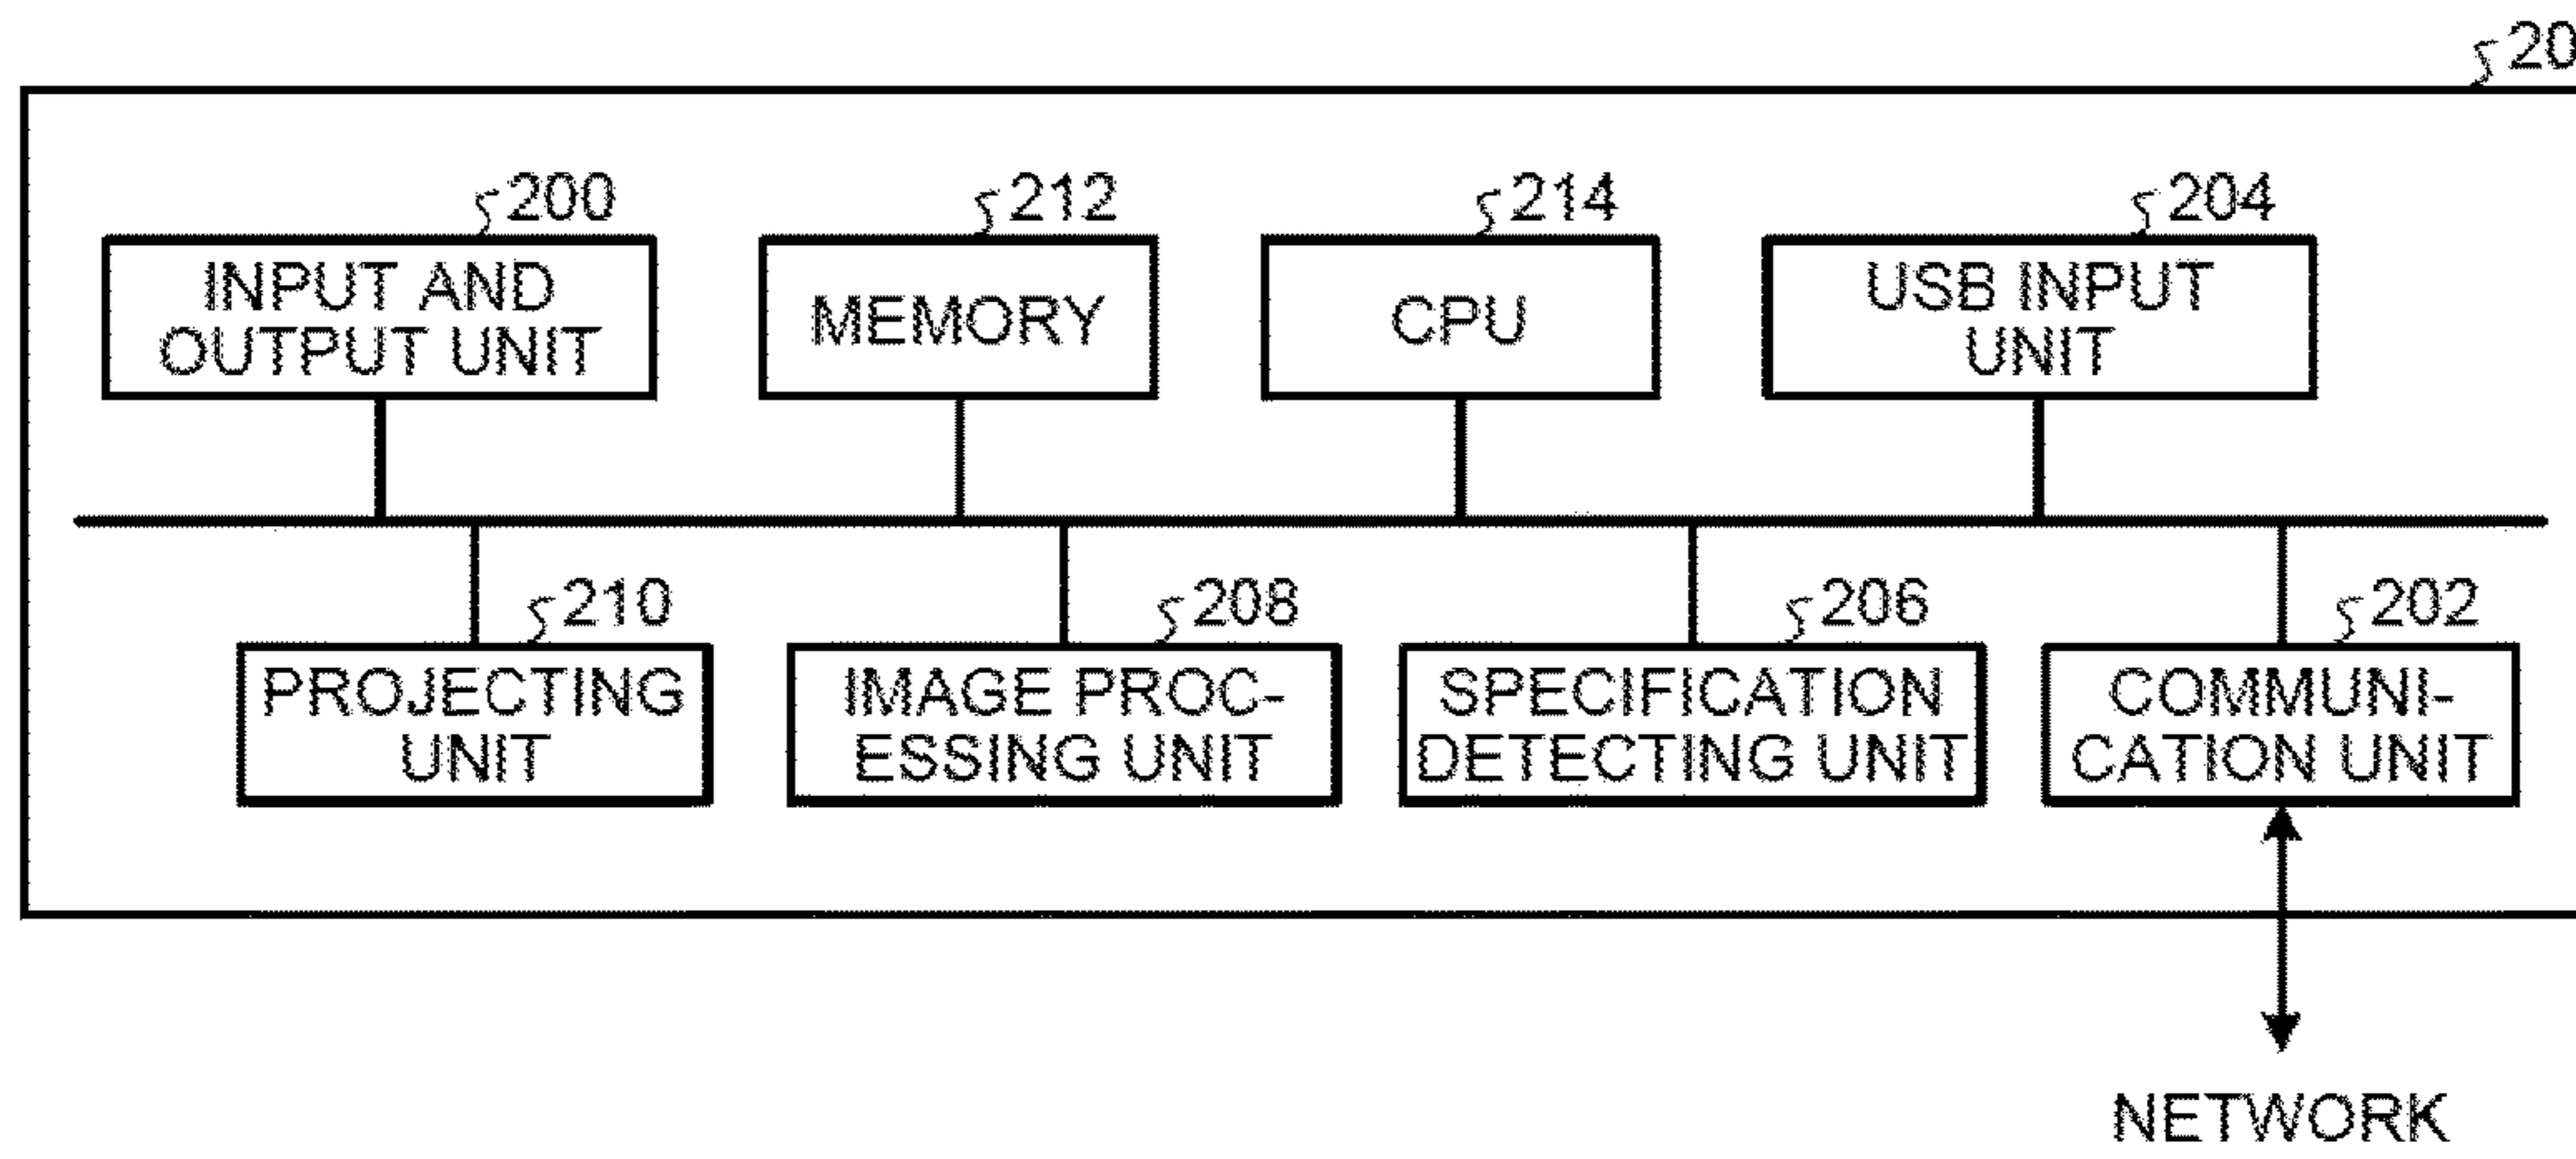 20
200
212
214
204
INPUT AND
OUTPUT UNIT
MEMORY
CPU
USB INPUT
UNIT
210
208
206
202
PROJECTING
UNIT
IMAGE PROC-
ESSING UNIT
SPECIFICATION
DETECTING UNIT
COMMUNI-
CATION UNIT
NETWORK